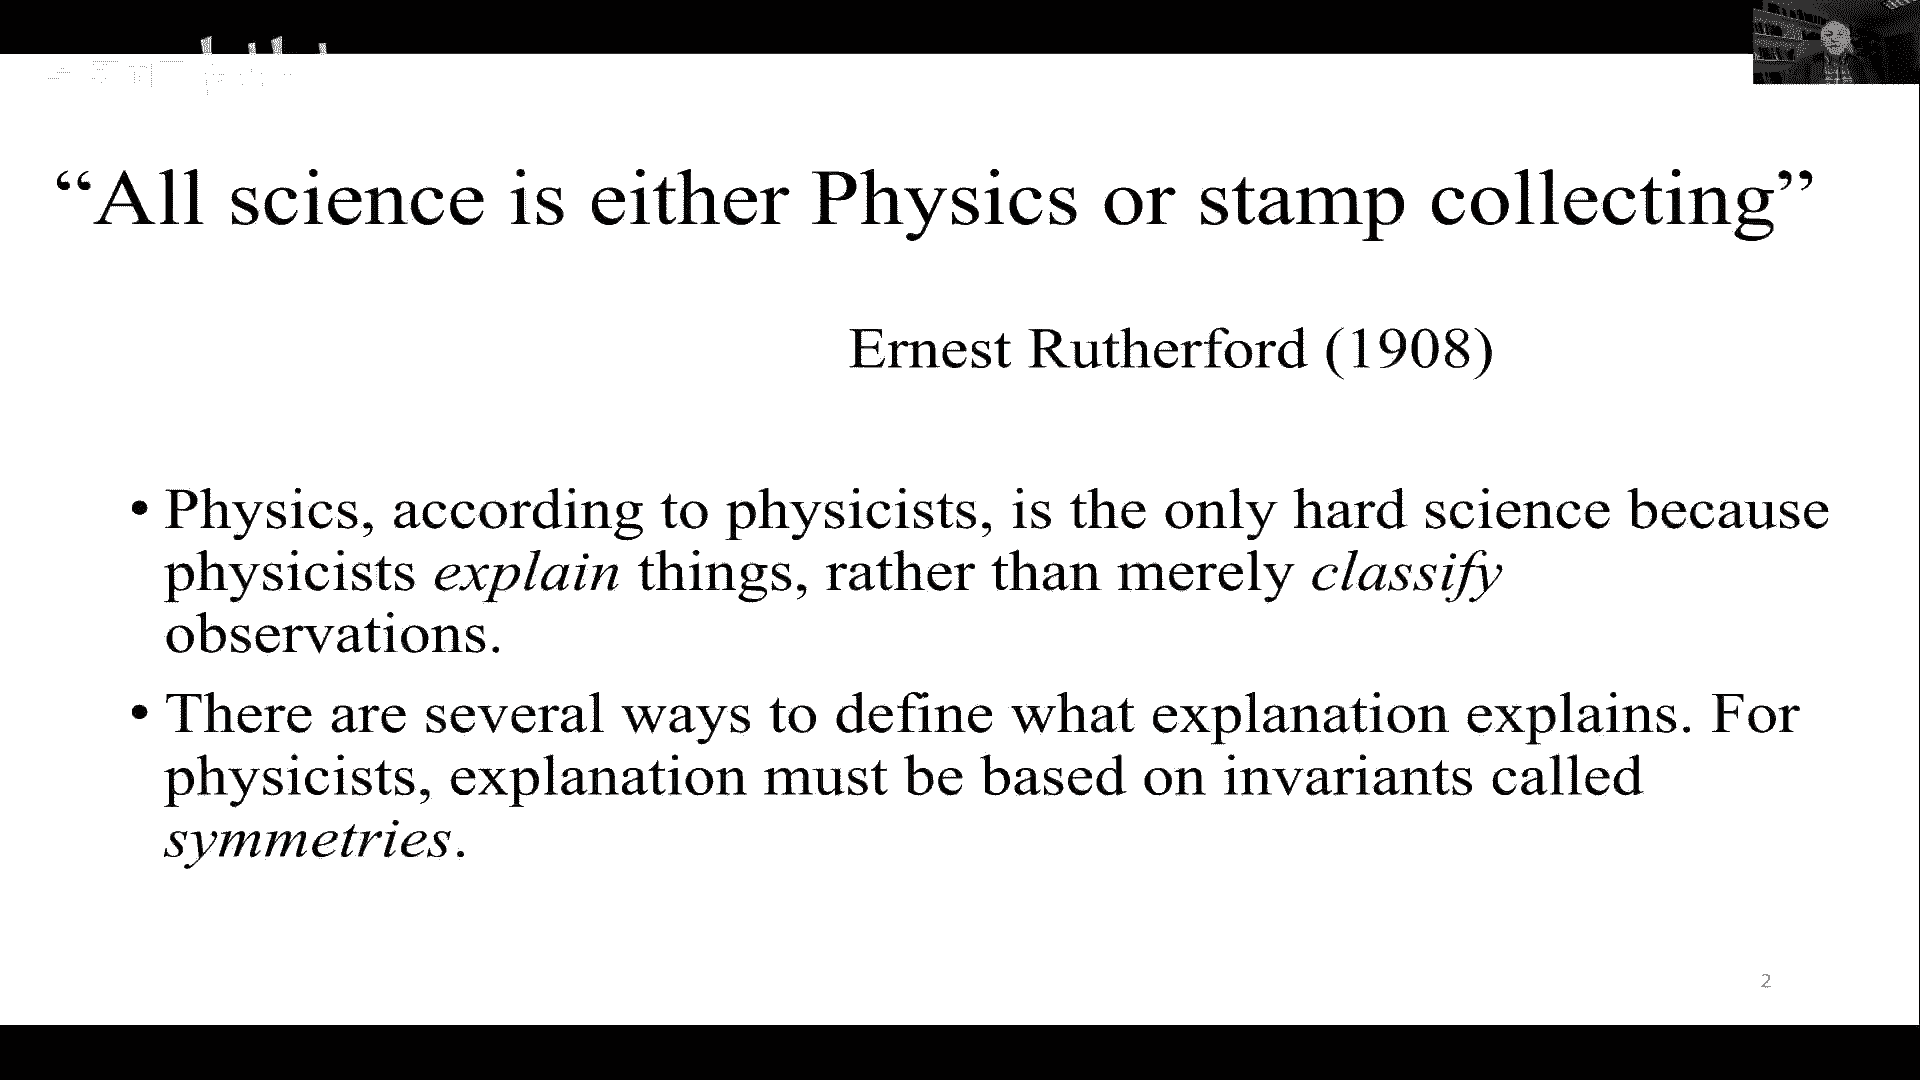 “All science is either Physics or stamp collecting”
Ernest Rutherford (1908)
• Physics, according to physicists, is the only hard science because
physicists explain things, rather than merely classify
observations.
• There are several ways to define what explanation explains. For
physicists, explanation must be based on invariants called
symmetries.
2